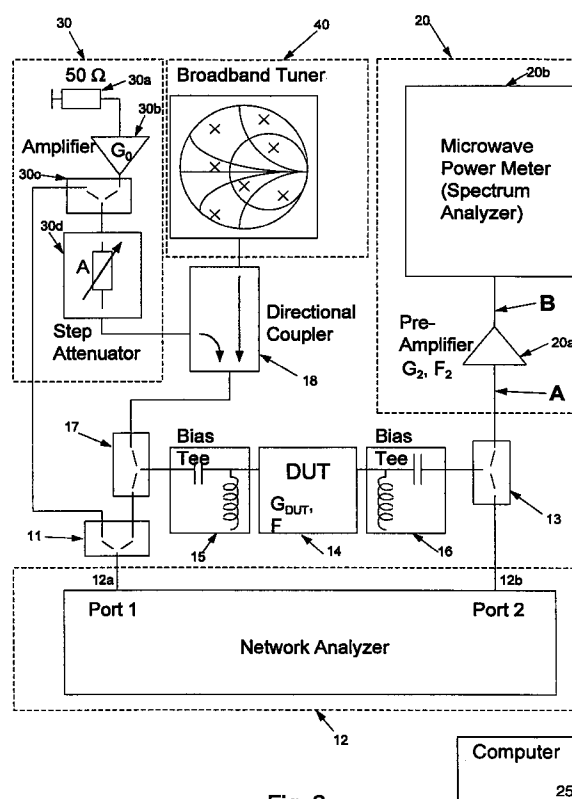 30
40
20
50 Ω
30a
Broadband Tuner
20b
30b
Amplifier
G0
30c
Microwave
Power Meter
(Spectrum
Analyzer)
30d
A
Step
Attenuator
Directional
Coupler
18
B
Pre-
Amplifier
G2, F2
20a
A
17
Bias
Tee
DUT
GDUT,
F
Bias
Tee
13
11
15
14
16
12a
12b
Port 1
Port 2
Network Analyzer
12
Computer
25